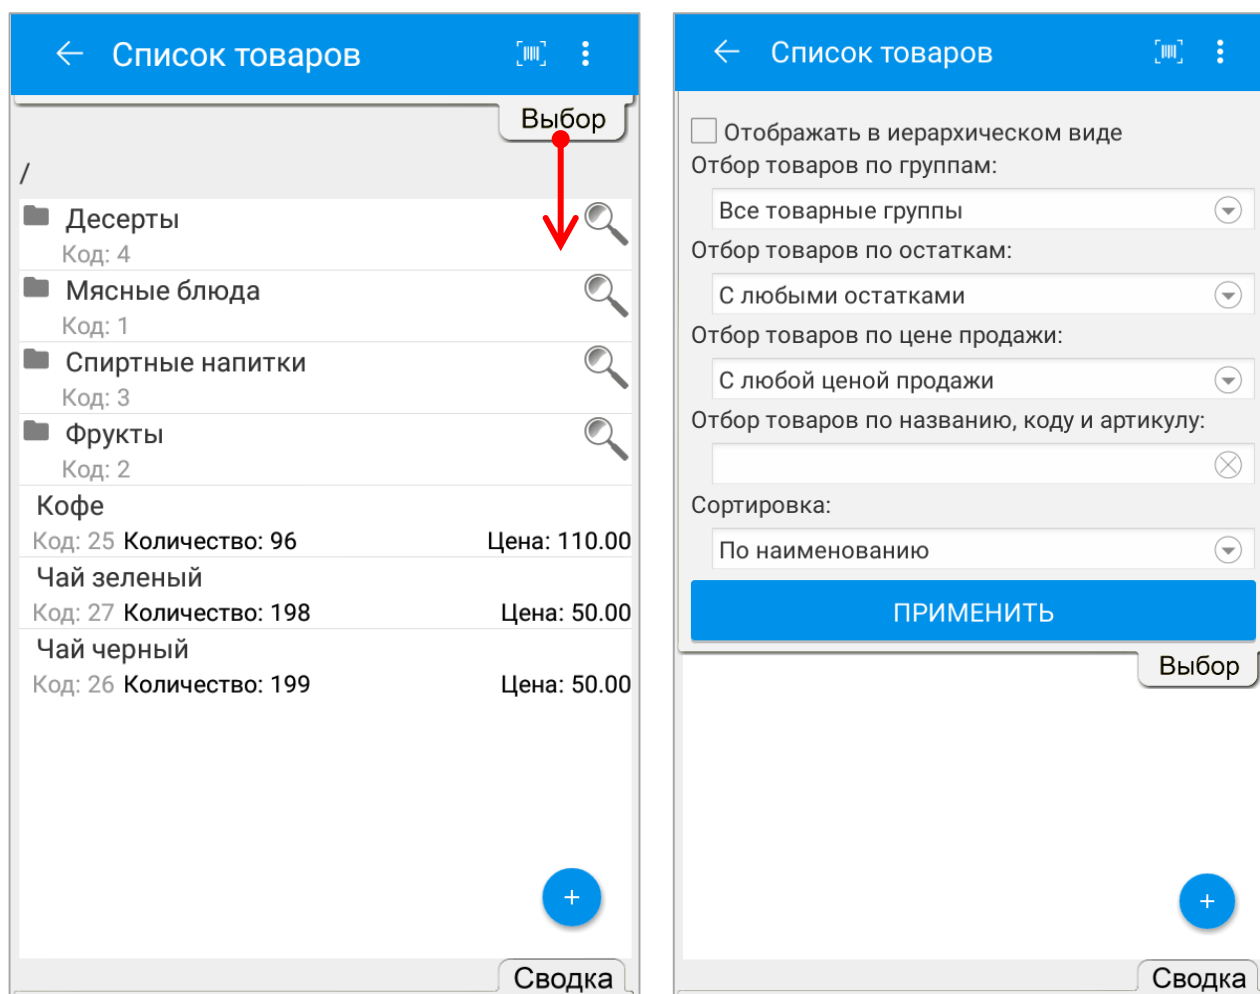 Список товаров
Выбор
/
Десерты
Код: 4
Мясные блюда
Код: 1
Спиртные напитки
Код: 3
Фрукты
Код: 2
Кофе
Код: 25 Количество: 96 Цена: 110.00
Чай зеленый
Код: 27 Количество: 198 Цена: 50.00
Чай черный
Код: 26 Количество: 199 Цена: 50.00
+
Сводка
Список товаров
Отображать в иерархическом виде
Отбор товаров по группам:
Все товарные группы
Отбор товаров по остаткам:
С любыми остатками
Отбор товаров по цене продажи:
С любой ценой продажи
Отбор товаров по названию, коду и артикулу:
Сортировка:
По наименованию
ПРИМЕНИТЬ
Выбор
+
Сводка